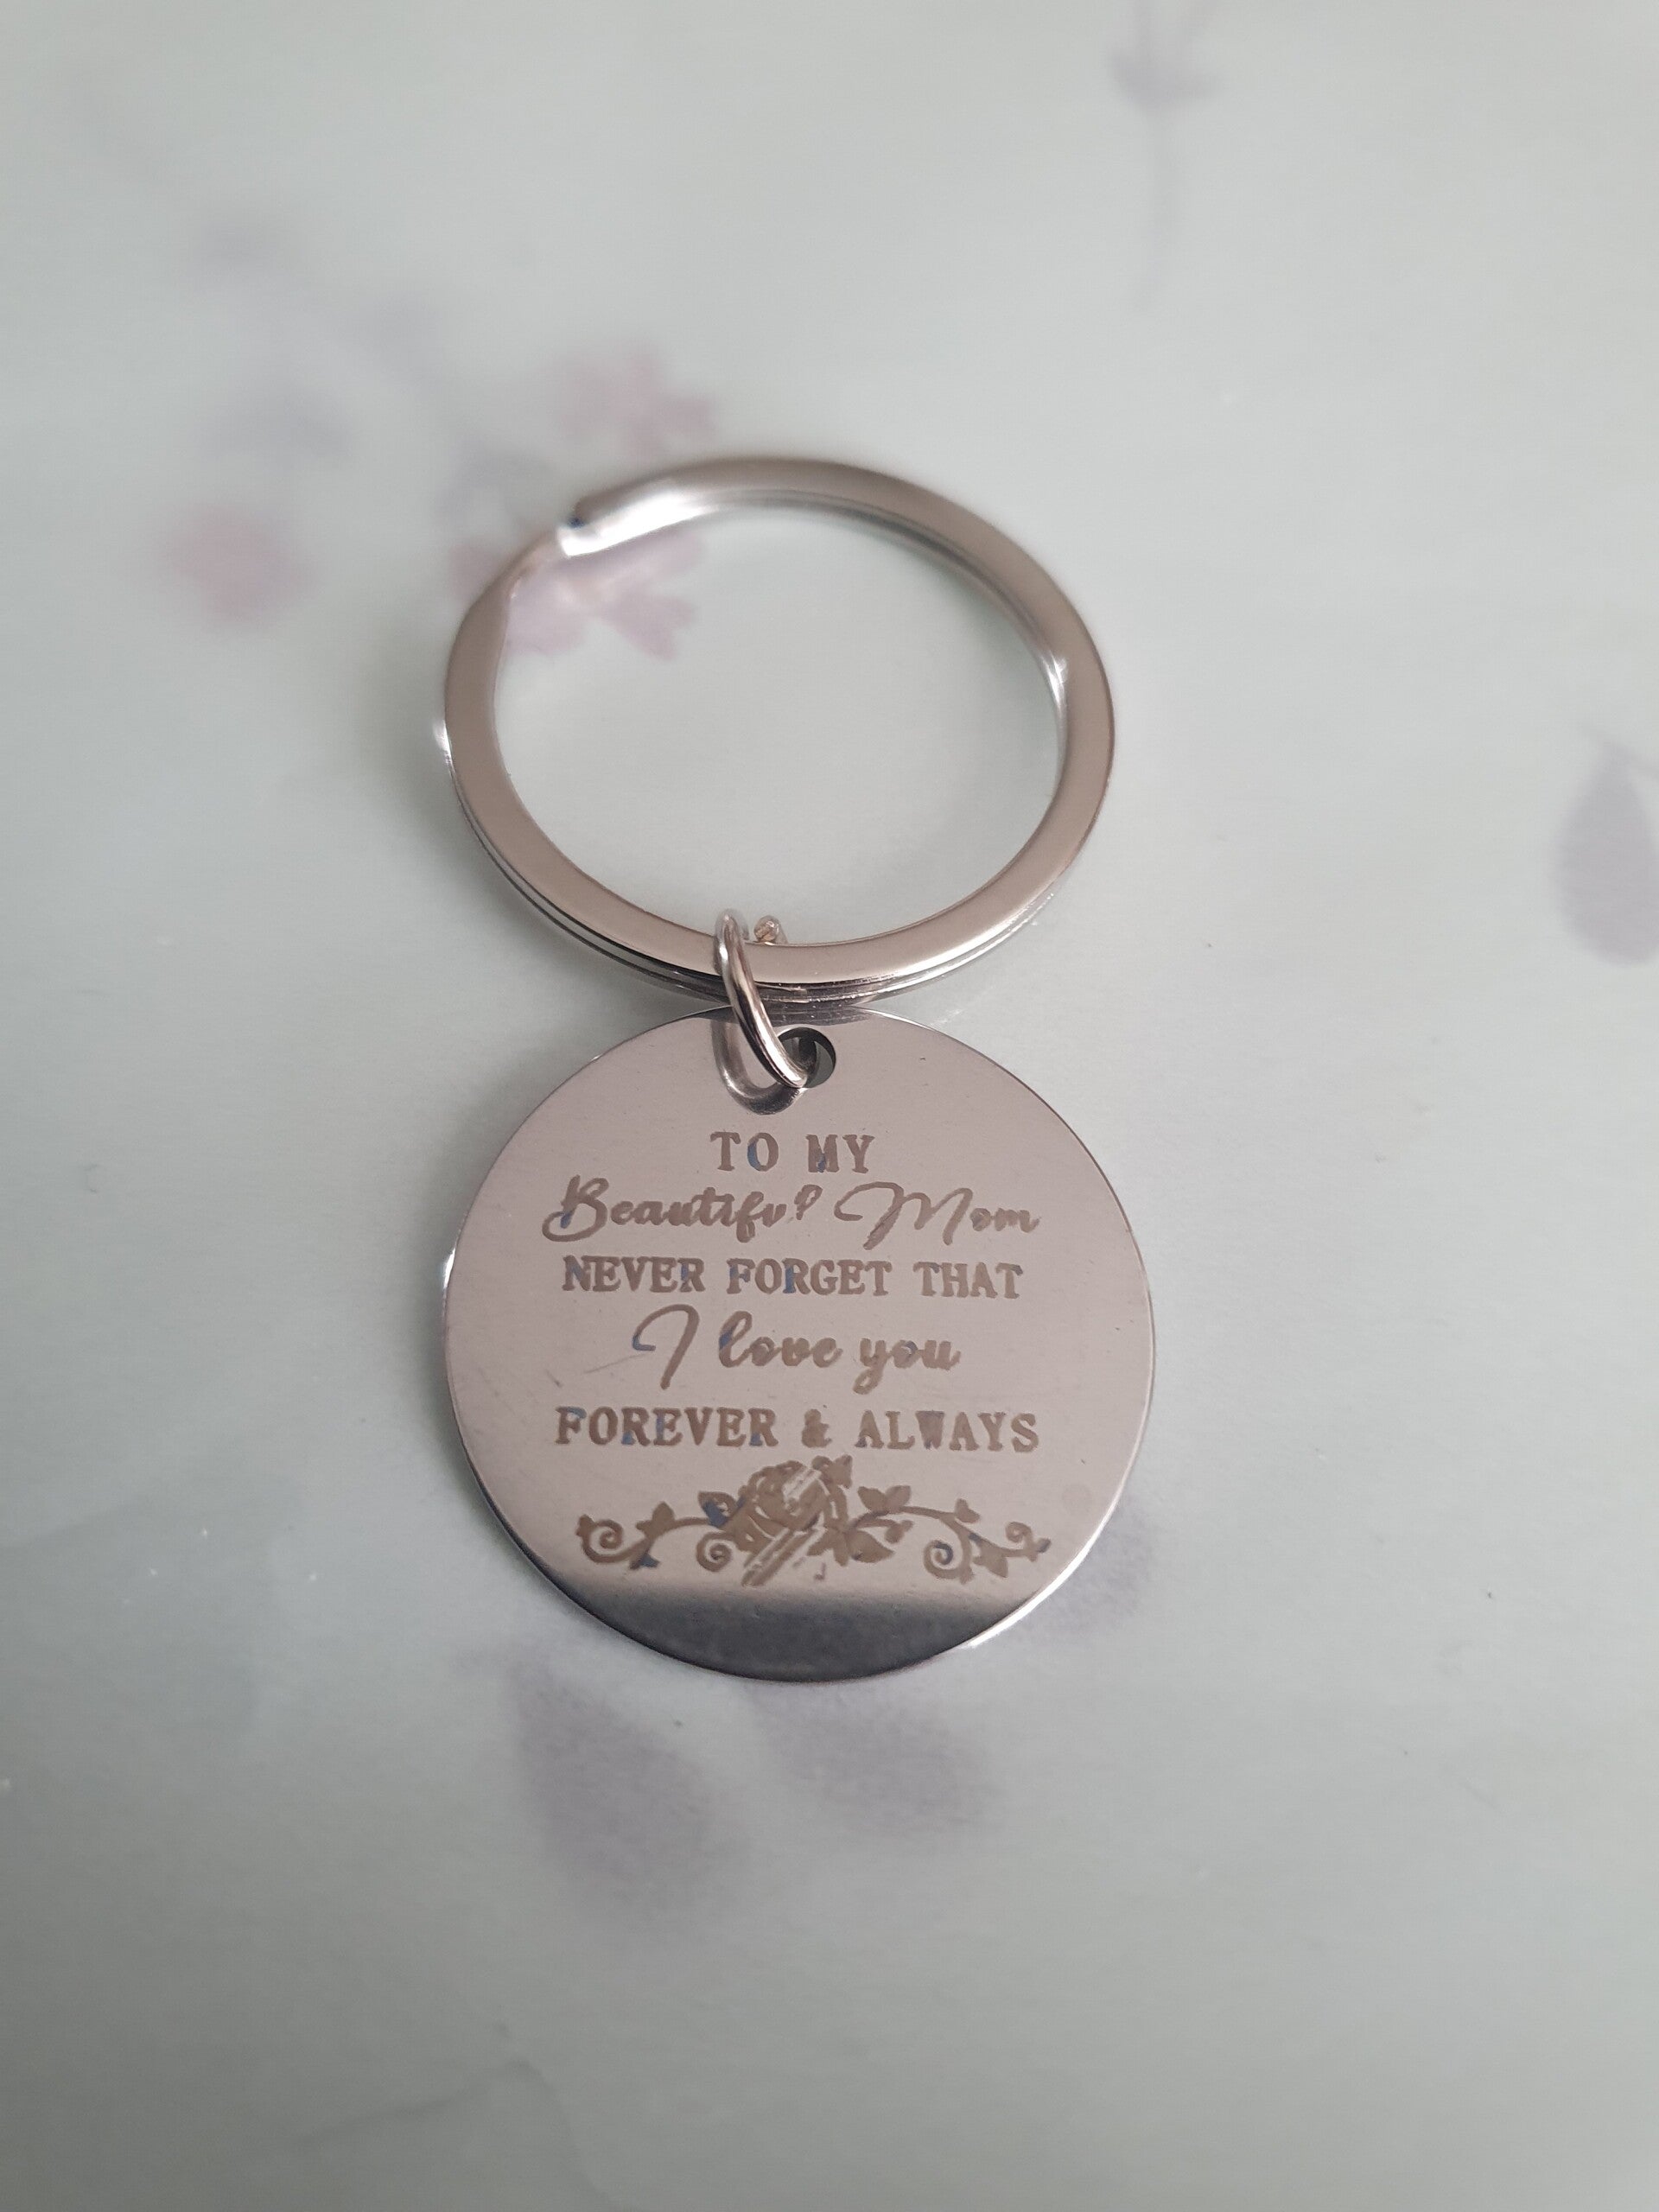 TO MY
Beautiful Mom
NEVER FORGET THAT
I love you
FOREVER & ALWAYS